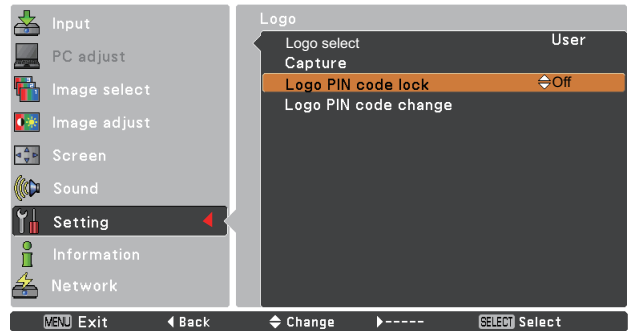 Input
PC adjust
Image select
Image adjust
Screen
Sound
Setting
Information
Network
Logo
Logo select User
Capture
Logo PIN code lock Off
Logo PIN code change
MENU Exit Back Change ----- SELECT Select